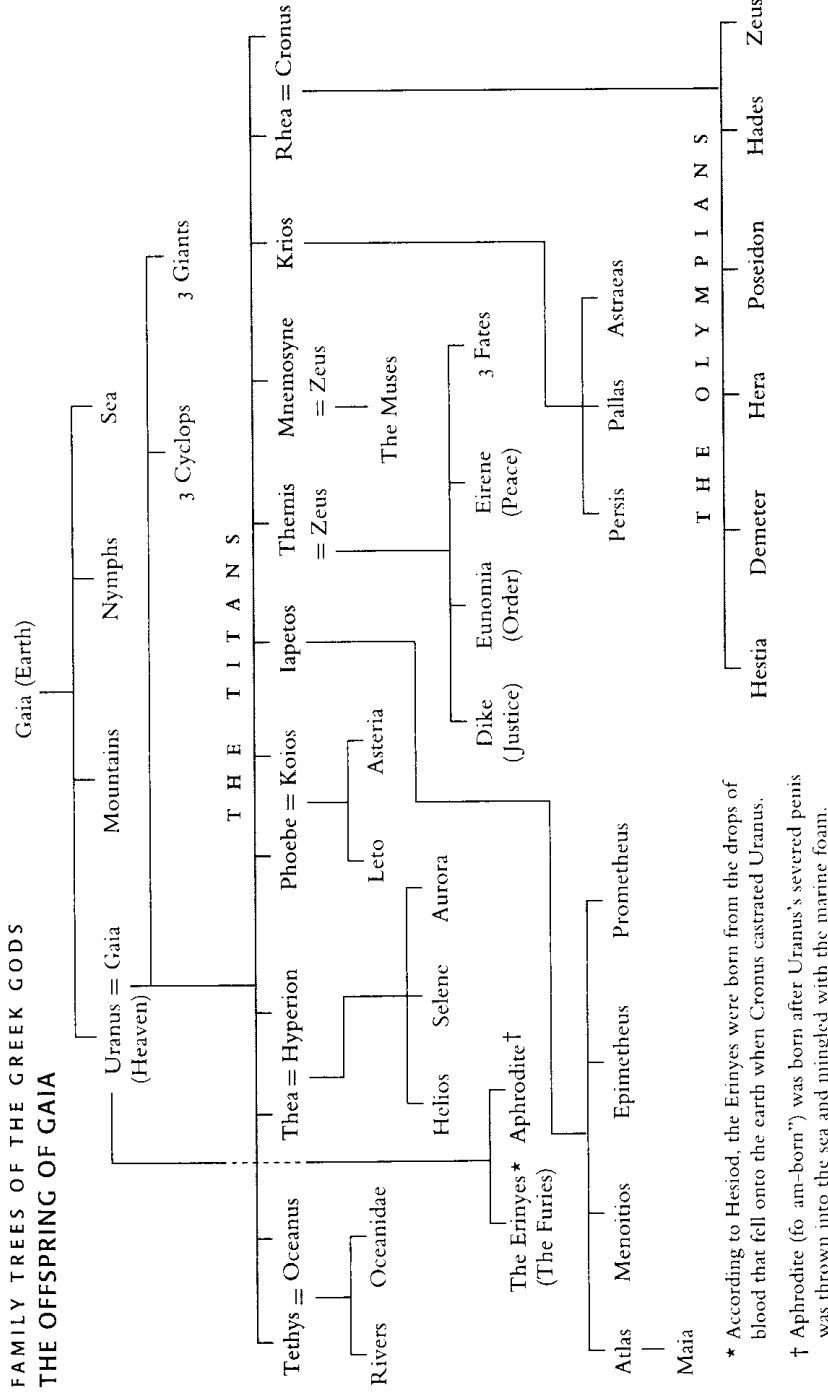 FAMILY TREES OF THE GREEK GODS
THE OFFSPRING OF GAIA
Gaia (Earth)
Uranus = Gaia
(Heaven)
Mountains
Nymphs
Sea
3 Cyclops
3 Giants
THE TITANS
Tethys = Oceanus
Thea = Hyperion
Phoebe = Koios
Iapetos
Themis
= Zeus
Mnemosyne
= Zeus
Krios
Rhea = Cronus
Rivers
Oceanidae
Helios
Selene
Aurora
Leto
Asteria
The Muses
Dike
(Justice)
Eunonia
(Order)
Eirene
(Peace)
3 Fates
The Erinyes*
(The Furies)
Aphrodite†
Persis
Pallas
Astraeas
Atlas
Menoitios
Epimetheus
Prometheus
Maia
THE OLYMPIANS
Hestia
Demeter
Hera
Poseidon
Hades
Zeus
* According to Hesiod, the Erinyes were born from the drops of
blood that fell onto the earth when Cronus castrated Uranus.
† Aphrodite (fo am-born") was born after Uranus's severed penis
was thrown into the sea and mingled with the marine foam.